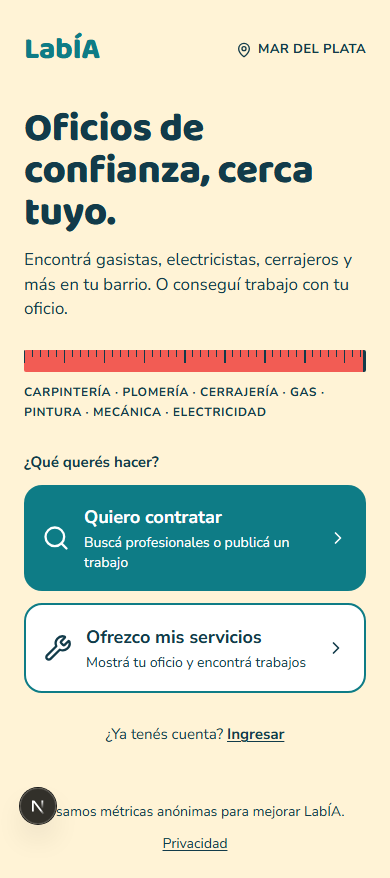 LabÍA
MAR DEL PLATA
Oficios de
confianza, cerca
tuyo.
Encontrá gasistas, electricistas, cerrajeros y
más en tu barrio. O conseguí trabajo con tu
oficio.
CARPINTERÍA · PLOMERÍA · CERRAJERÍA · GAS ·
PINTURA · MECÁNICA · ELECTRICIDAD
¿Qué querés hacer?
Quiero contratar
Buscá profesionales o publicá un
trabajo
Ofrezco mis servicios
Mostrá tu oficio y encontrá trabajos
¿Ya tenés cuenta? Ingresar
N
samos métricas anónimas para mejorar LabÍA.
Privacidad